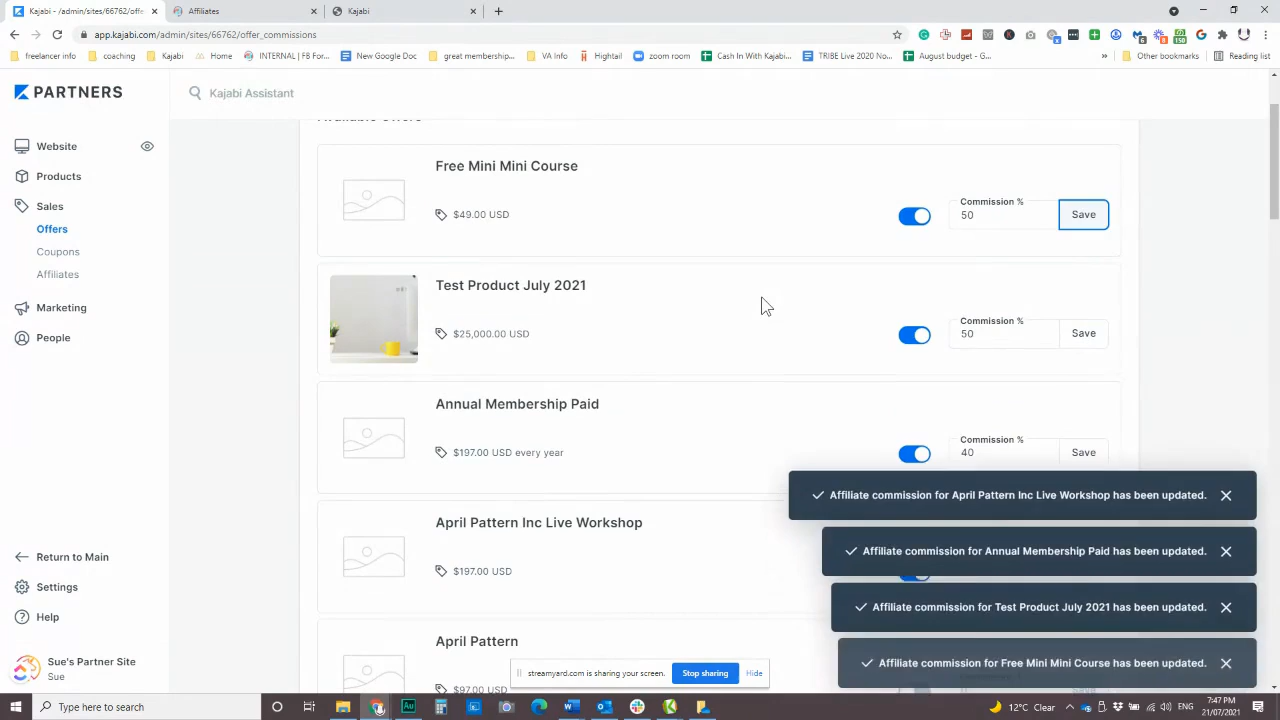 Kajabi - /admin/sites/66762/offe
Affiliates
Kajabi
app.kajabi.com/admin/sites/66762/offer_commissions
freelancer info
coaching
Kajabi
Home
INTERNAL | FB For...
New Google Doc
great membership...
VA Info
Hightail
zoom room
Cash In With Kajabi...
TRIBE Live 2020 No...
August budget - G...
»
Other bookmarks
Reading list
PARTNERS
Kajabi Assistant
Website
Products
Sales
Offers
Coupons
Affiliates
Marketing
People
Return to Main
Settings
Help
Sue's Partner Site
Sue
Available Offers
Free Mini Mini Course
$49.00 USD
Commission %
50
Save
Test Product July 2021
$25,000.00 USD
Commission %
50
Save
Annual Membership Paid
$197.00 USD every year
Commission %
40
Save
April Pattern Inc Live Workshop
$197.00 USD
April Pattern
$97.00 USD
Save
Affiliate commission for April Pattern Inc Live Workshop has been updated.
Affiliate commission for Annual Membership Paid has been updated.
Affiliate commission for Test Product July 2021 has been updated.
Affiliate commission for Free Mini Mini Course has been updated.
streamyard.com is sharing your screen.
Stop sharing
Hide
Type here to search
12°C Clear
7:47 PM
21/07/2021